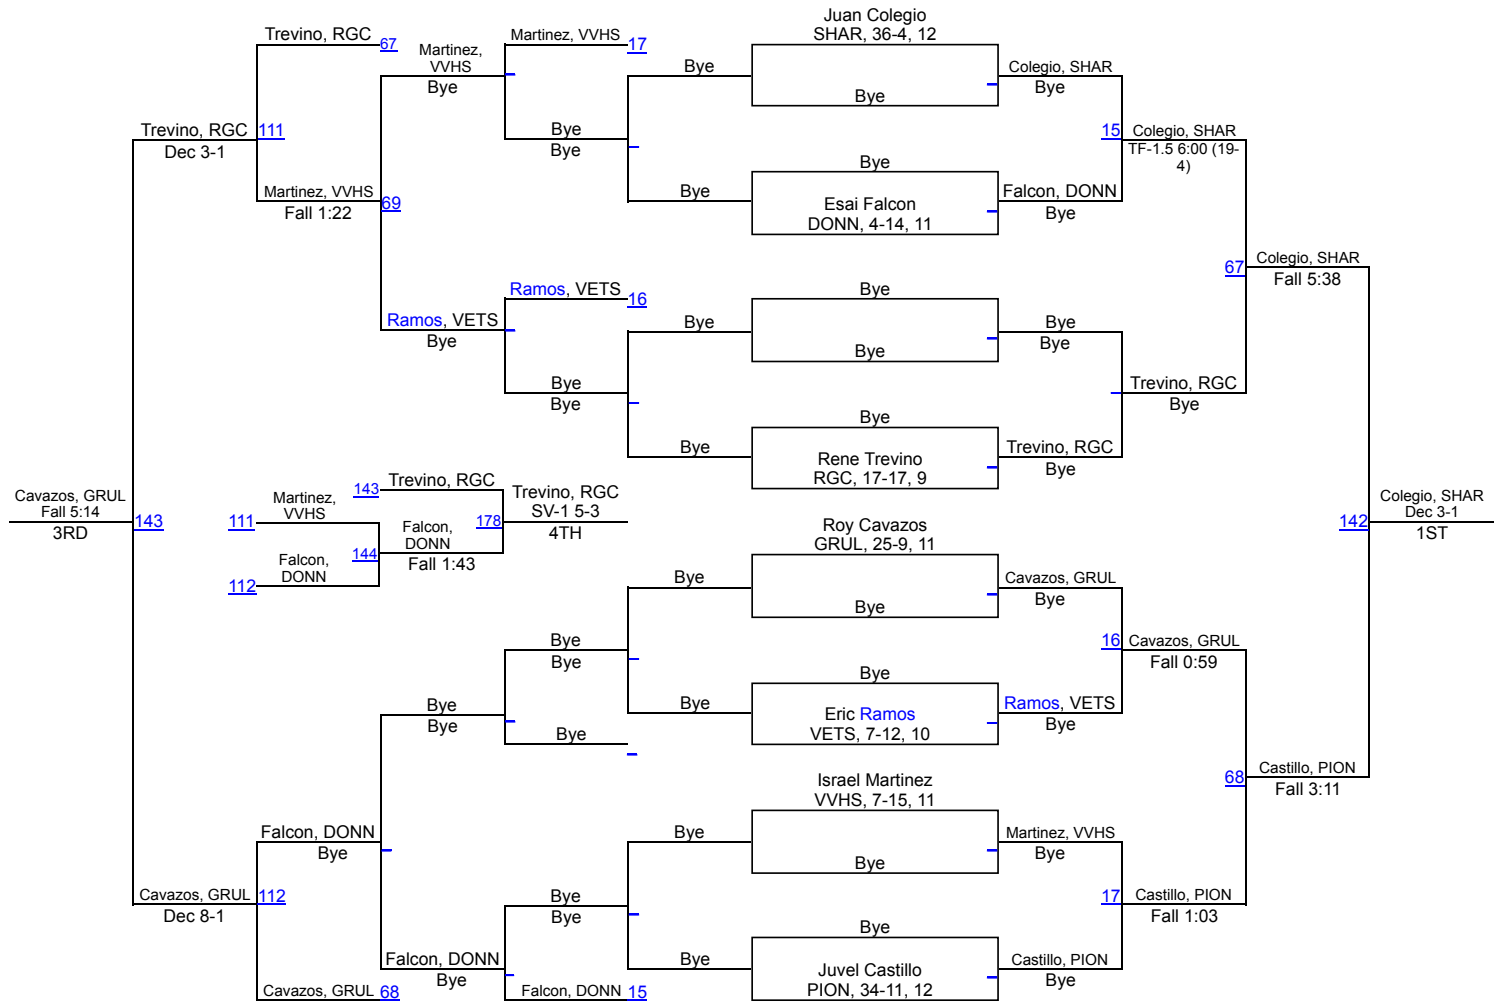 Juan Colegio
SHAR, 36-4, 12
Trevino, RGC
67
Martinez,
VVHS
Bye
Martinez, VVHS
17
Bye
Bye
Colegio, SHAR
Bye
Trevino, RGC
111
Dec 3-1
Bye
Bye
15
Colegio, SHAR
TF-1.5 6:00 (19-
4)
Bye
Martinez, VVHS
Fall 1:22
69
Bye
Esai Falcon
DONN, 4-14, 11
Falcon, DONN
Bye
67
Colegio, SHAR
Fall 5:38
Ramos, VETS
16
Bye
Ramos, VETS
Bye
Bye
Bye
Bye
Bye
Bye
Bye
Trevino, RGC
Bye
Bye
Bye
Rene Trevino
RGC, 17-17, 9
Trevino, RGC
Bye
Cavazos, GRUL
Fall 5:14
3RD
143
143
Trevino, RGC
Trevino, RGC
SV-1 5-3
4TH
178
Martinez,
VVHS
111
Falcon,
DONN
Fall 1:43
144
Falcon,
DONN
112
142
Colegio, SHAR
Dec 3-1
1ST
Roy Cavazos
GRUL, 25-9, 11
Bye
Bye
Cavazos, GRUL
Bye
Bye
Bye
16
Cavazos, GRUL
Fall 0:59
Bye
Bye
Bye
Bye
Eric Ramos
VETS, 7-12, 10
Ramos, VETS
Bye
Bye
68
Castillo, PION
Fall 3:11
Israel Martinez
VVHS, 7-15, 11
Falcon, DONN
Bye
Bye
Bye
Martinez, VVHS
Bye
Cavazos, GRUL
112
Dec 8-1
Bye
Bye
17
Castillo, PION
Fall 1:03
Bye
Falcon, DONN
Bye
Bye
Juvel Castillo
PION, 34-11, 12
Castillo, PION
Bye
Cavazos, GRUL
68
Falcon, DONN
15